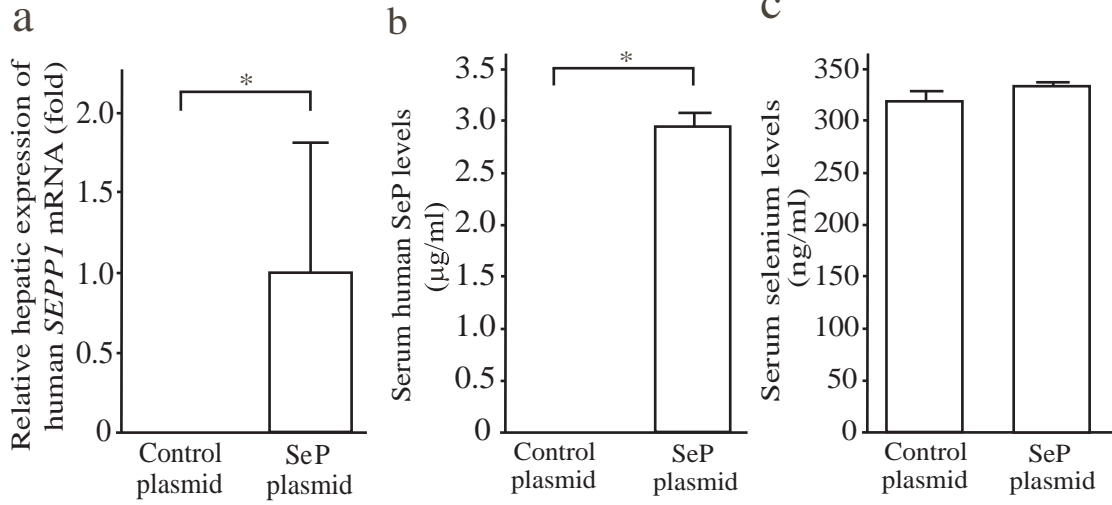 a
Relative hepatic expression of
human SEPP1 mRNA (fold)
2.0
1.5
1.0
0.5
0
*
Control
plasmid
SeP
plasmid
b
Serum human SeP levels
(μg/ml)
3.5
3.0
2.5
2.0
1.5
1.0
0.5
0
*
Control
plasmid
SeP
plasmid
c
Serum selenium levels
(ng/ml)
350
300
250
200
150
100
50
0
Control
plasmid
SeP
plasmid